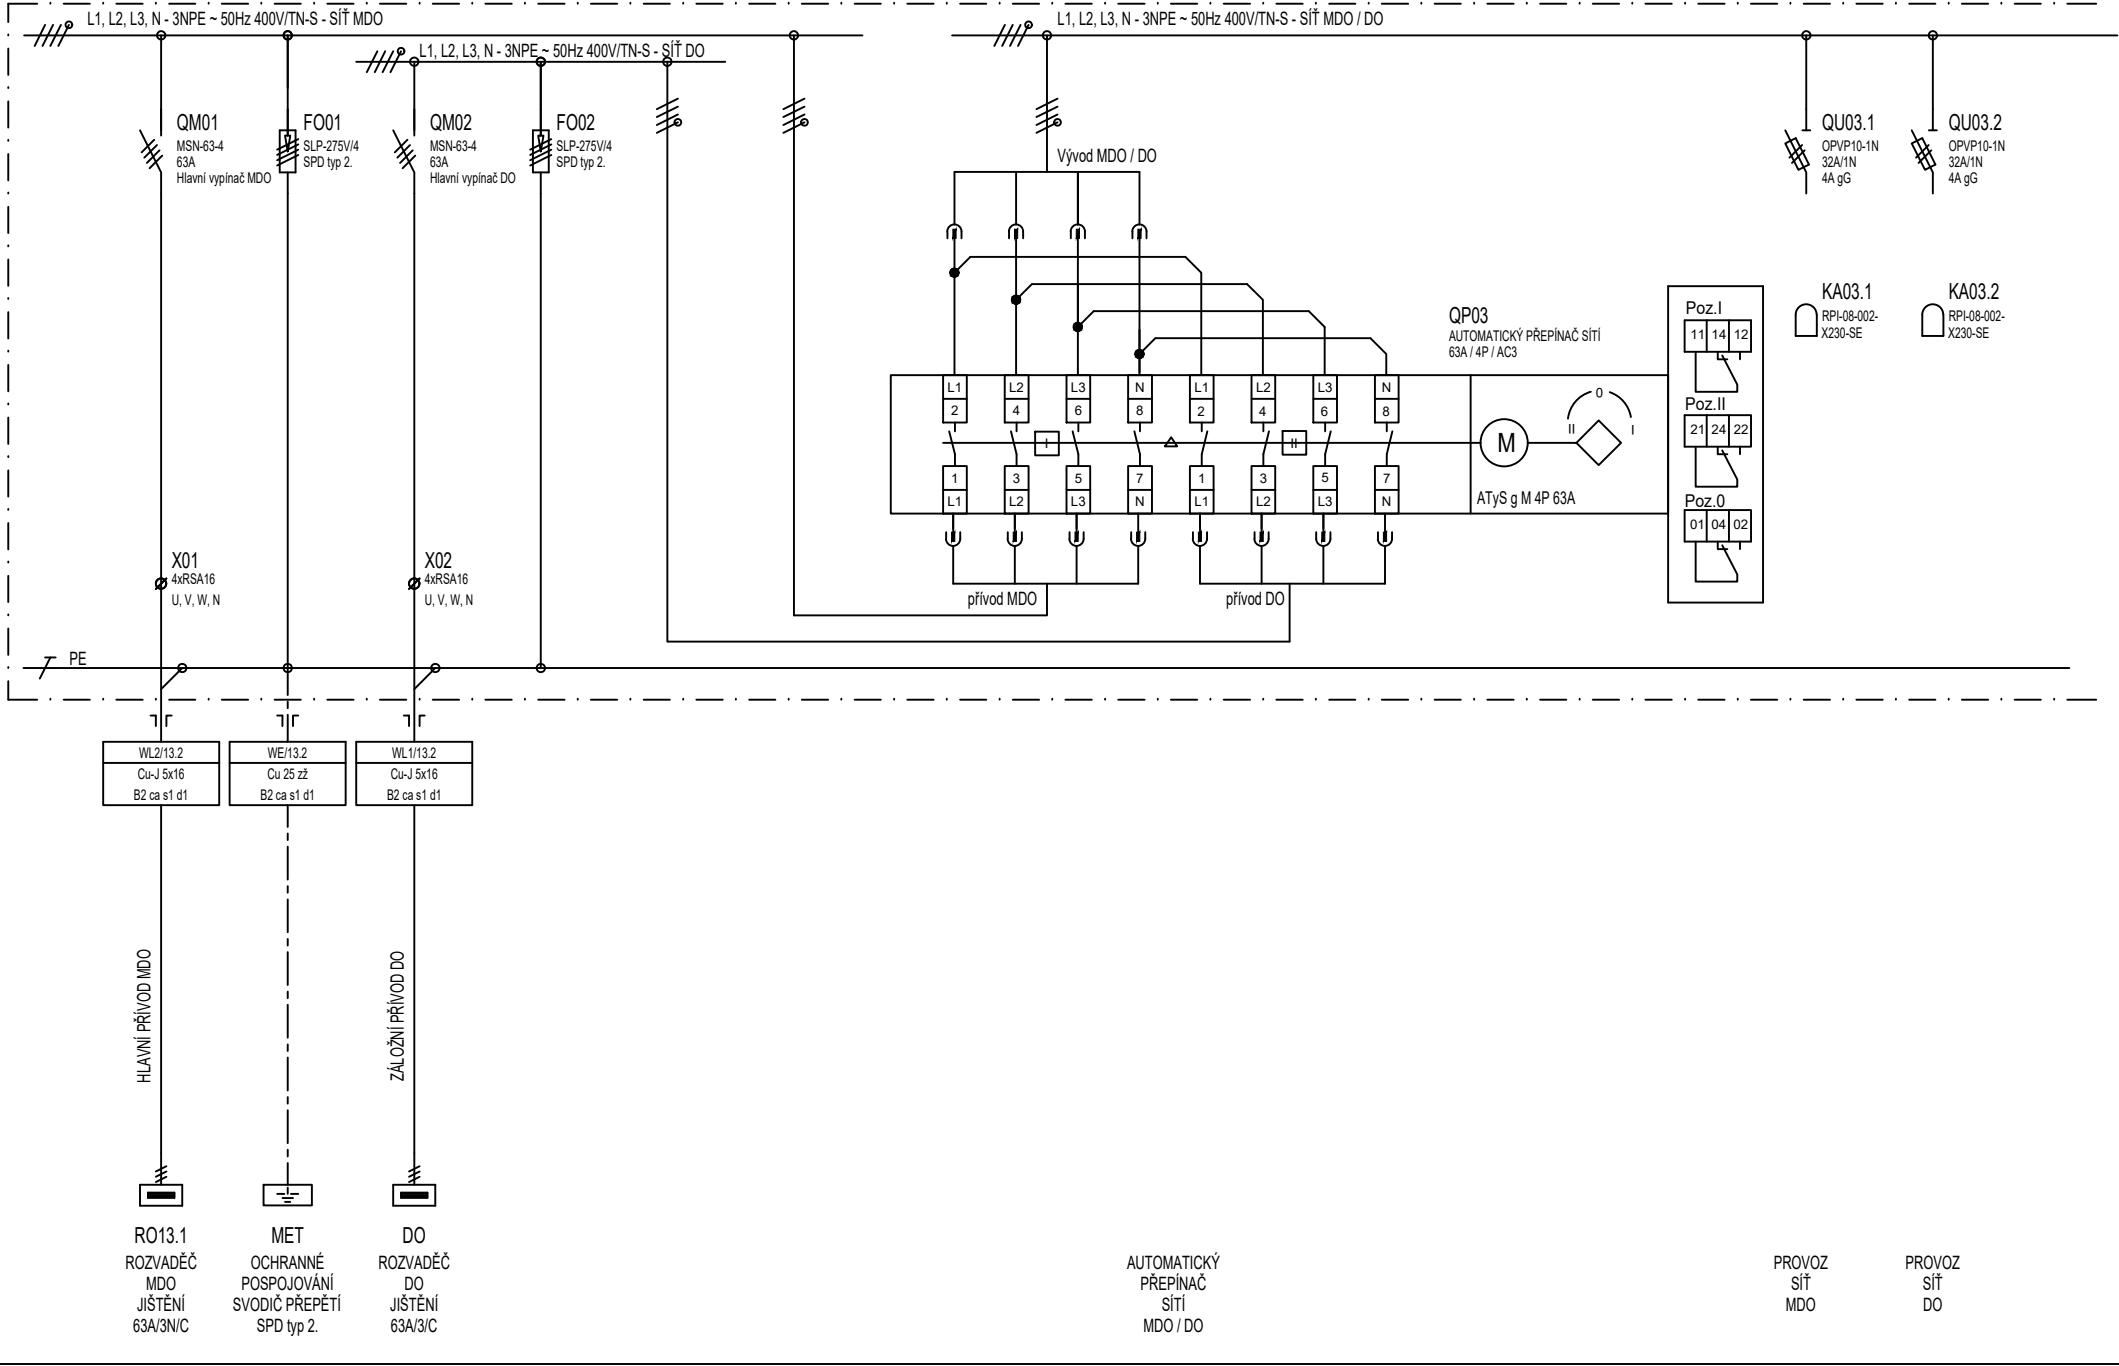 L1, L2, L3, N - 3NPE ~ 50Hz 400V/TN-S - SÍŤ MDO
L1, L2, L3, N - 3NPE ~ 50Hz 400V/TN-S - SÍŤ MDO / DO
L1, L2, L3, N - 3NPE ~ 50Hz 400V/TN-S - SÍŤ DO
QM01
MSN-63-4
63A
Hlavní vypínač MDO
FO01
SLP-275V/4
SPD typ 2.
QM02
MSN-63-4
63A
Hlavní vypínač DO
FO02
SLP-275V/4
SPD typ 2.
Vývod MDO / DO
QU03.1
OPVP10-1N
32A/1N
4A gG
QU03.2
OPVP10-1N
32A/1N
4A gG
KA03.1
RPI-08-002-
X230-SE
KA03.2
RPI-08-002-
X230-SE
QP03
AUTOMATICKÝ PŘEPÍNAČ SÍTÍ
63A / 4P / AC3
Poz.I
11 14 12
Poz.II
21 24 22
Poz.0
01 04 02
L1 L2 L3 N L1 L2 L3 N
2 4 6 8 2 4 6 8
I II M II 0 I
1 3 5 7 1 3 5 7
L1 L2 L3 N L1 L2 L3 N
ATyS g M 4P 63A
přívod MDO
přívod DO
X01
4xRSA16
U, V, W, N
X02
4xRSA16
U, V, W, N
PE
WL2/13.2
Cu-J 5x16
B2 ca s1 d1
WE/13.2
Cu 25 zž
B2 ca s1 d1
WL1/13.2
Cu-J 5x16
B2 ca s1 d1
HLAVNÍ PŘÍVOD MDO
ZÁLOŽNÍ PŘÍVOD DO
RO13.1
ROZVADĚČ
MDO
JIŠTĚNÍ
63A/3N/C
MET
OCHRANNÉ
POSPOJOVÁNÍ
SVODIČ PŘEPĚTÍ
SPD typ 2.
DO
ROZVADĚČ
DO
JIŠTĚNÍ
63A/3/C
AUTOMATICKÝ
PŘEPÍNAČ
SÍTÍ
MDO / DO
PROVOZ
SÍŤ
MDO
PROVOZ
SÍŤ
DO